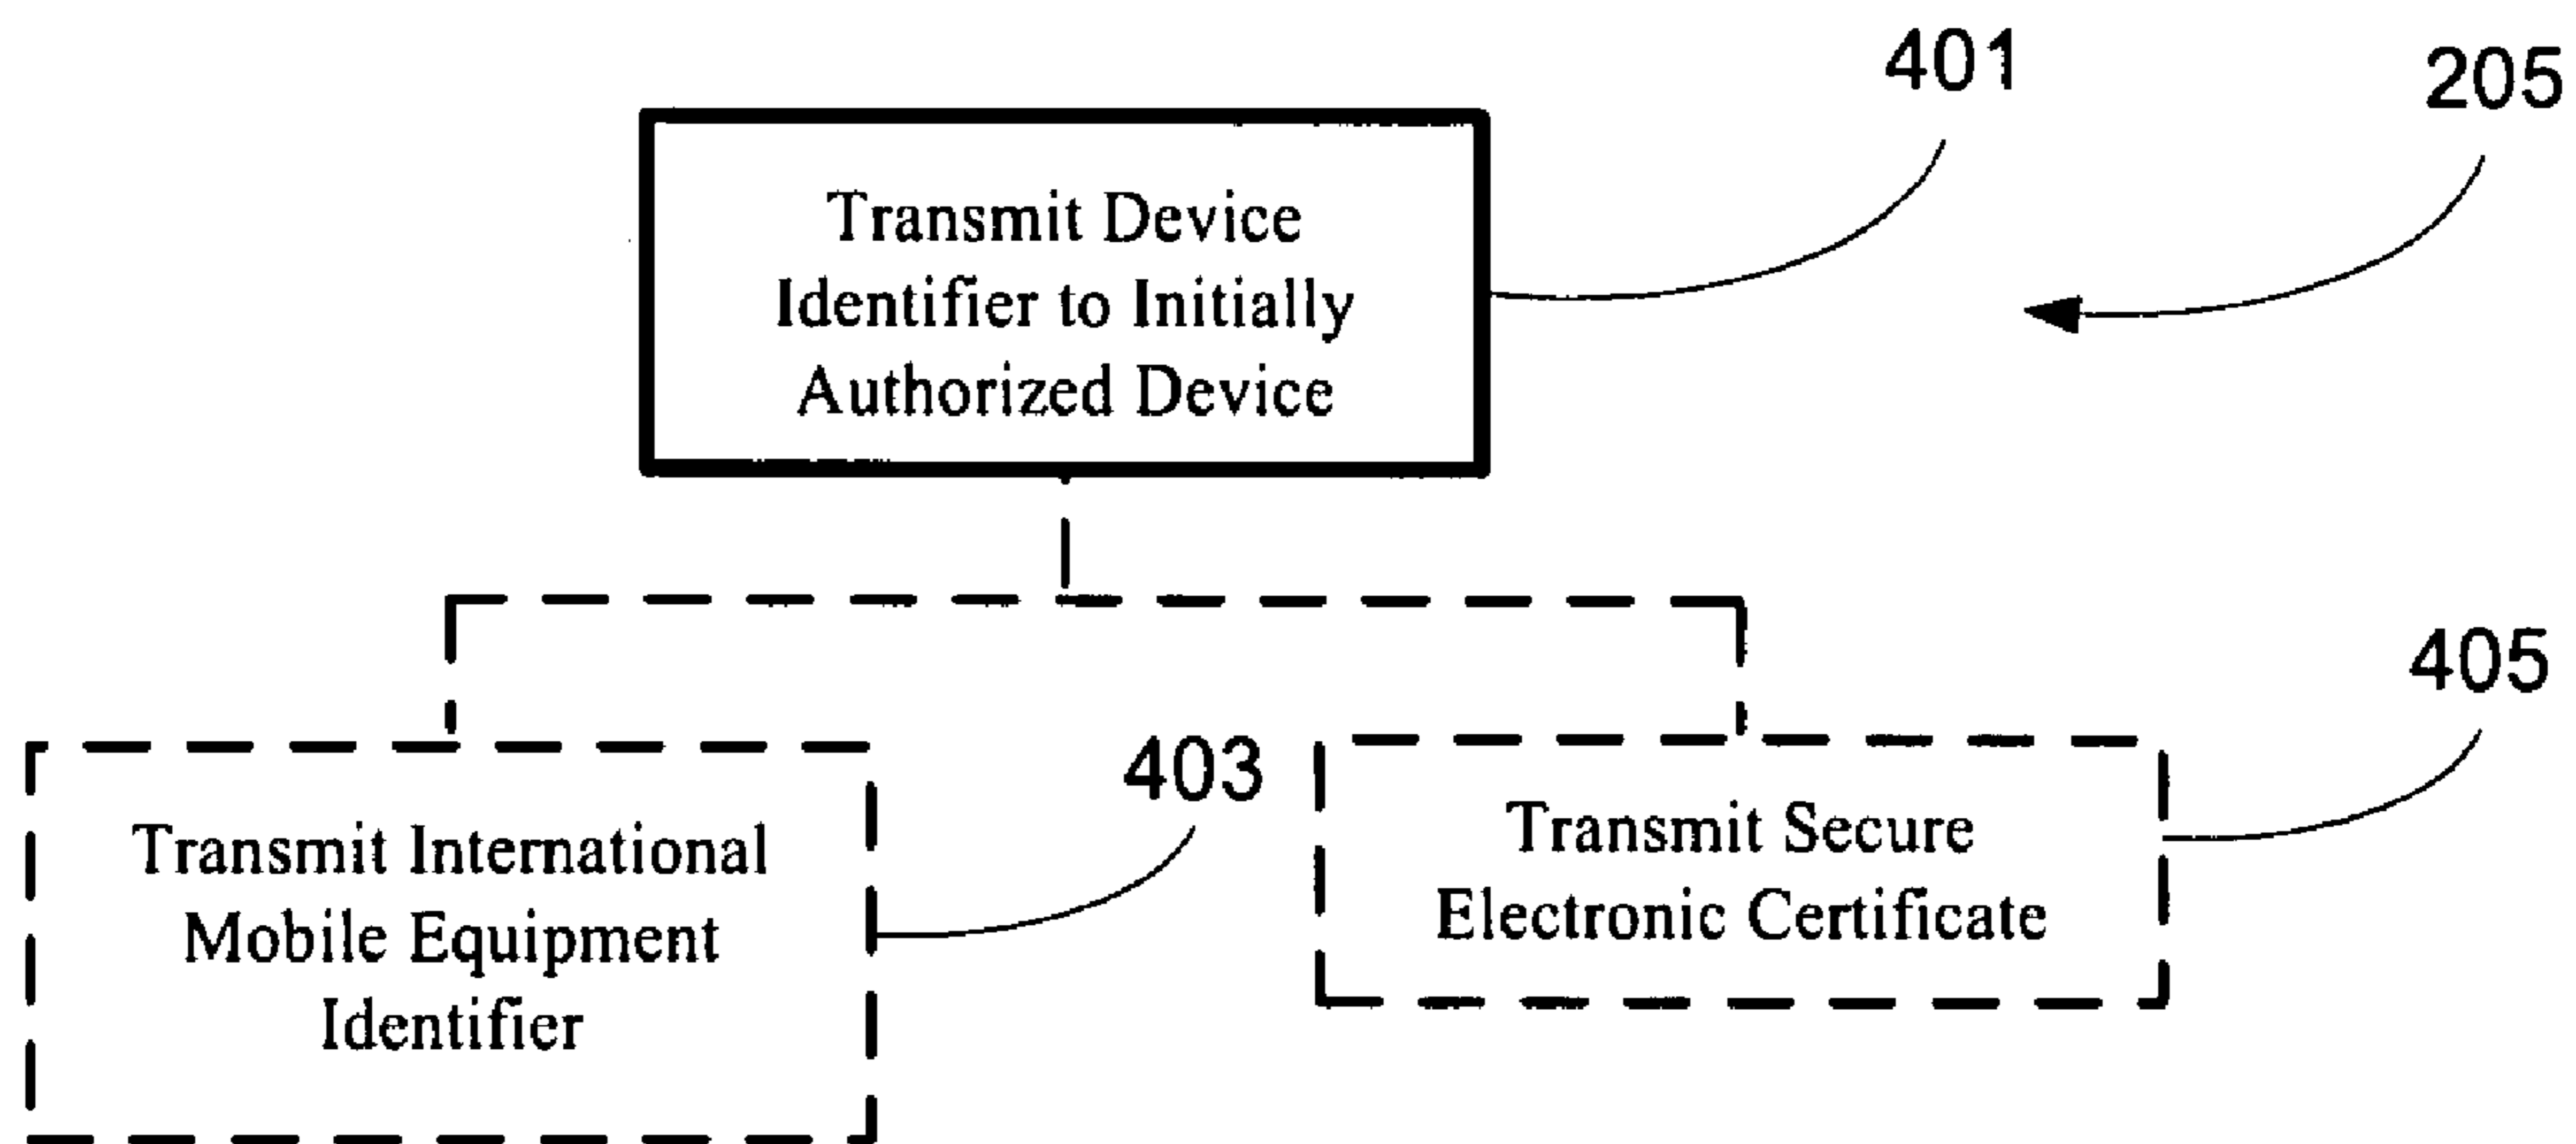 401
205
Transmit Device
Identifier to Initially
Authorized Device
405
403
Transmit International
Mobile Equipment
Identifier
Transmit Secure
Electronic Certificate